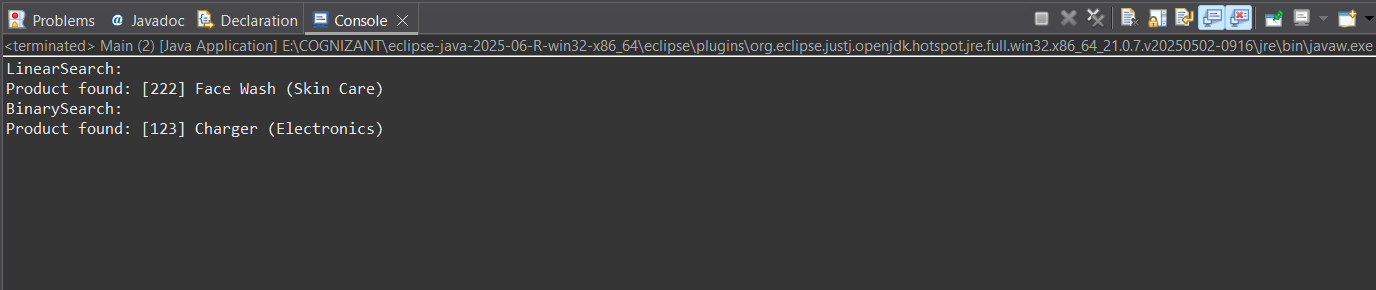 Problems @ Javadoc Declaration Console
<terminated> Main (2) [Java Application] E:\COGNIZANT\eclipse-java-2025-06-R-win32-x86_64\eclipse\plugins\org.eclipse.justj.openjdk.hotspot.jre.full.win32.x86_64_21.0.7.v20250502-0916\jre\bin\javaw.exe
LinearSearch:
Product found: [222] Face Wash (Skin Care)
BinarySearch:
Product found: [123] Charger (Electronics)